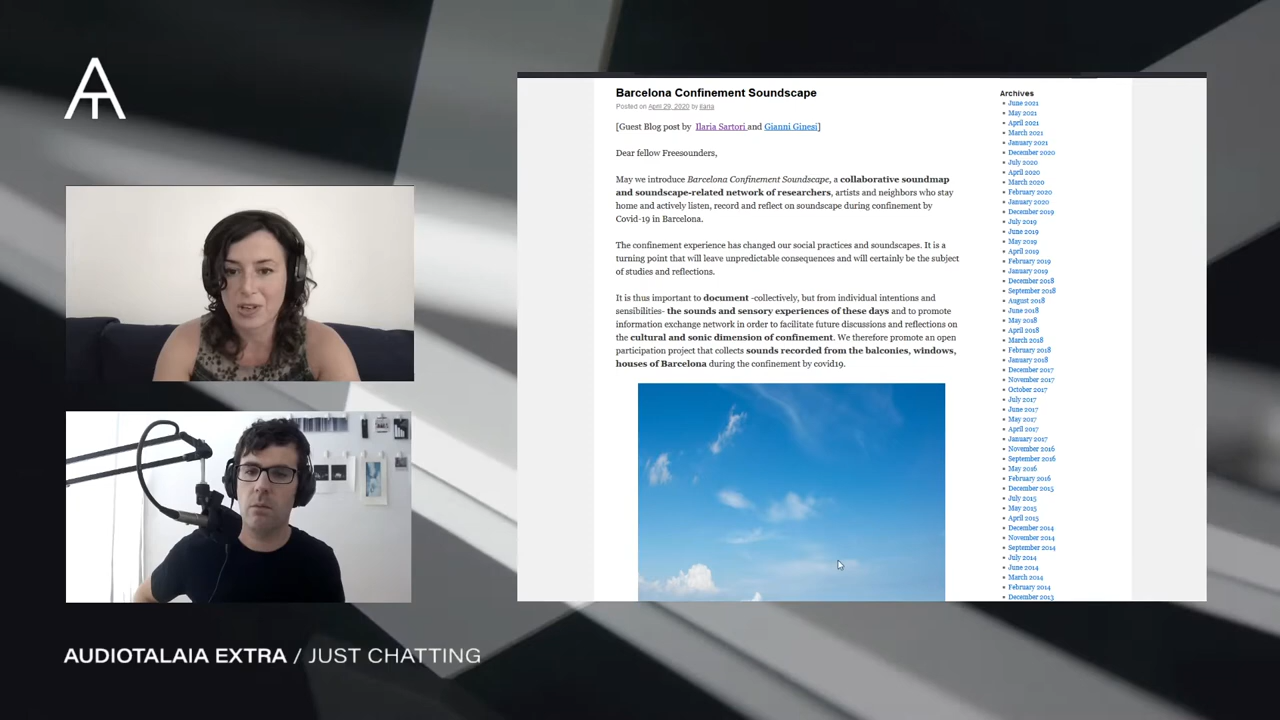 AT
Barcelona Confinement Soundscape
Posted on April 29, 2020 by ilaria
[Guest Blog post by Ilaria Sartori and Gianni Ginesi]
Dear fellow Freesounders,
May we introduce Barcelona Confinement Soundscape, a collaborative soundmap
and soundscape-related network of researchers, artists and neighbors who stay
home and actively listen, record and reflect on soundscape during confinement by
Covid-19 in Barcelona.
The confinement experience has changed our social practices and soundscapes. It is a
turning point that will leave unpredictable consequences and will certainly be the subject
of studies and reflections.
It is thus important to document -collectively, but from individual intentions and
sensibilities- the sounds and sensory experiences of these days and to promote
information exchange network in order to facilitate future discussions and reflections on
the cultural and sonic dimension of confinement. We therefore promote an open
participation project that collects sounds recorded from the balconies, windows,
houses of Barcelona during the confinement by covid19.
Archives
June 2021
May 2021
April 2021
March 2021
January 2021
December 2020
July 2020
April 2020
March 2020
February 2020
January 2020
December 2019
July 2019
June 2019
May 2019
April 2019
February 2019
January 2019
December 2018
September 2018
August 2018
June 2018
May 2018
April 2018
March 2018
February 2018
January 2018
December 2017
November 2017
October 2017
July 2017
June 2017
May 2017
April 2017
January 2017
November 2016
September 2016
May 2016
February 2016
December 2015
July 2015
May 2015
April 2015
December 2014
November 2014
September 2014
July 2014
June 2014
March 2014
February 2014
December 2013
AUDIOTALAIA EXTRA / JUST CHATTING